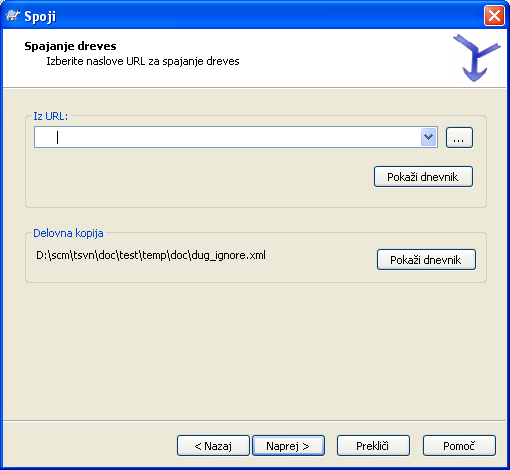 Spoji
Spajanje dreves
Izberite naslove URL za spajanje dreves
Iz URL:
...
Pokaži dnevnik
Delovna kopija
D:\scm\tsvn\doc\test\temp\doc\dug_ignore.xml
Pokaži dnevnik
< Nazaj
Naprej >
Prekliči
Pomoč